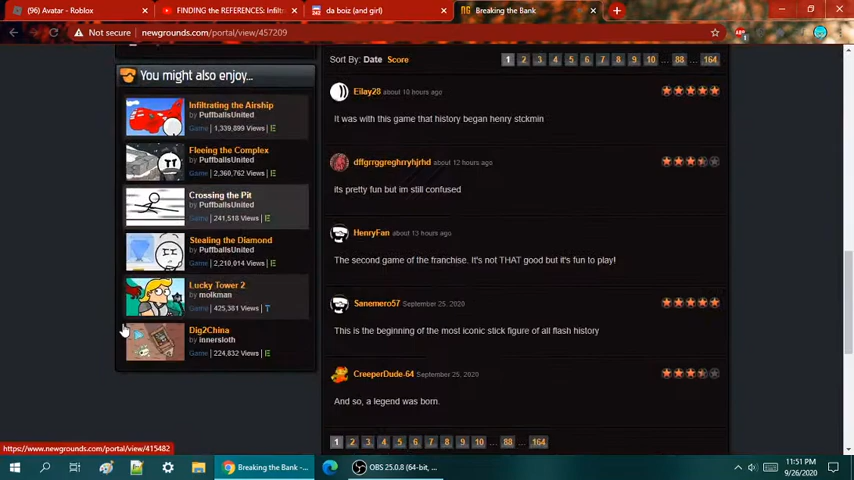 (96) Avatar - Roblox
FINDING the REFERENCES: Infiltr
da boiz (and girl)
Breaking the Bank
Not secure | newgrounds.com/portal/view/457209
You might also enjoy...
Infiltrating the Airship
by PuffballsUnited
Game | 1,339,899 Views | E
Fleeing the Complex
by PuffballsUnited
Game | 2,360,762 Views | E
Crossing the Pit
by PuffballsUnited
Game | 241,518 Views | E
Stealing the Diamond
by PuffballsUnited
Game | 2,210,014 Views | E
Lucky Tower 2
by molkman
Game | 425,381 Views | T
Dig2China
by innersloth
Game | 224,832 Views | E
Sort By: Date Score
1 2 3 4 5 6 7 8 9 10 ... 88 ... 164
Eilay28 about 10 hours ago
It was with this game that history began henry stckmin
dffgrrggreghrryhjrhd about 12 hours ago
its pretty fun but im still confused
HenryFan about 13 hours ago
The second game of the franchise. It's not THAT good but it's fun to play!
Sanemero57 September 25, 2020
This is the beginning of the most iconic stick figure of all flash history
CreeperDude-64 September 25, 2020
And so, a legend was born.
1 2 3 4 5 6 7 8 9 10 ... 88 ... 164
https://www.newgrounds.com/portal/view/415482
Breaking the Bank -...
OBS 25.0.8 (64-bit, ...
11:51 PM
9/26/2020